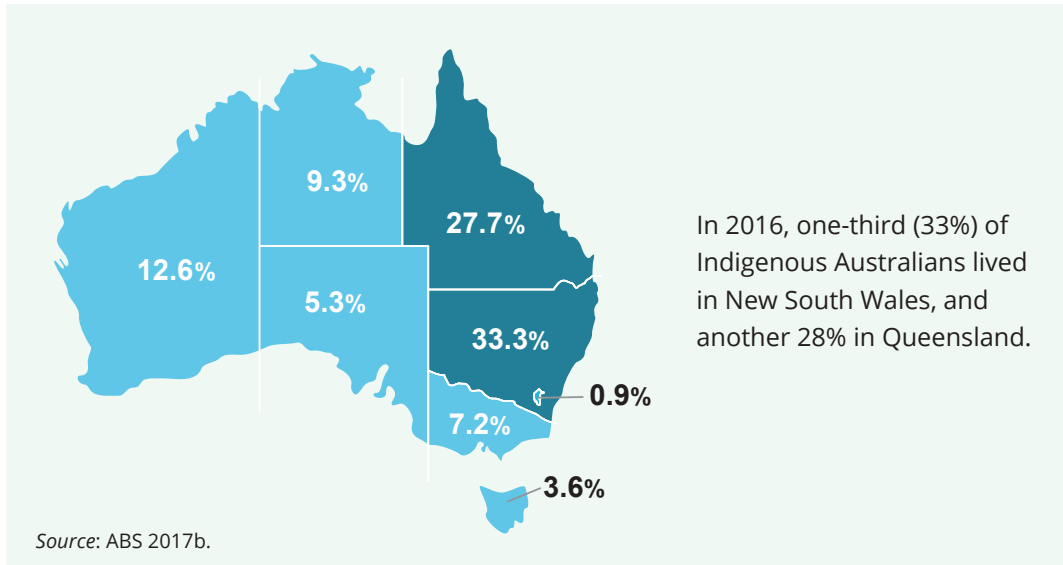 9.3%
27.7%
12.6%
5.3%
33.3%
0.9%
7.2%
3.6%
In 2016, one-third (33%) of
Indigenous Australians lived
in New South Wales, and
another 28% in Queensland.
Source: ABS 2017b.